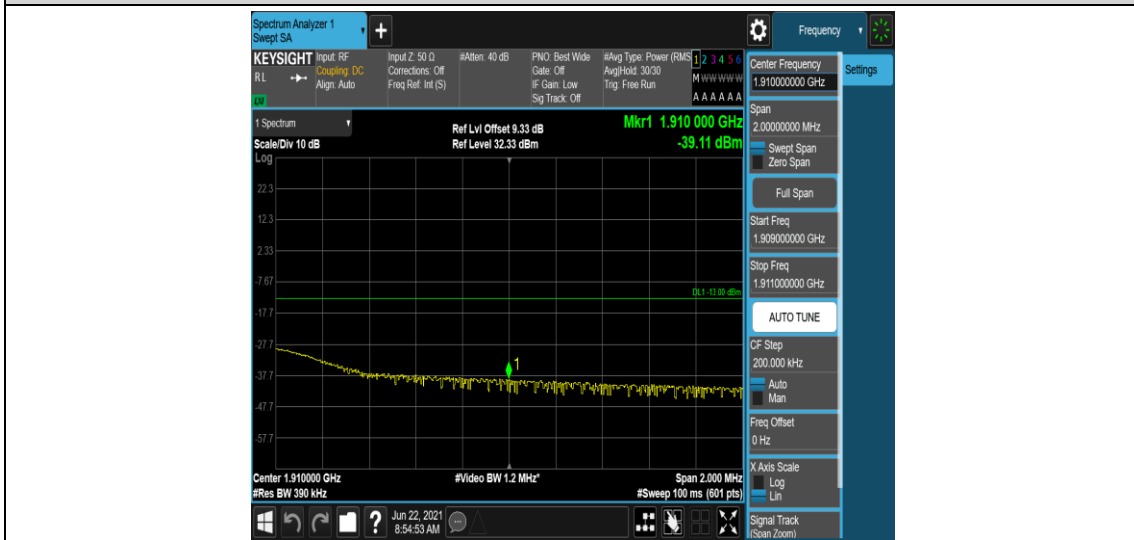 Spectrum Analyzer 1
Swept SA
+
Frequency
KEYSIGHT
RL
Input: RF
Coupling: DC
Align: Auto
Input Z: 50 Ω
Corrections: Off
Freq Ref: Int (S)
#Atten: 40 dB
PNO: Best Wide
Gate: Off
IF Gain: Low
Sig Track: Off
#Avg Type: Power (RMS
Avg|Hold: 30/30
Trig: Free Run
1 2 3 4 5 6
M W W W W W
A A A A A A
1 Spectrum
Scale/Div 10 dB
Ref Lvl Offset 9.33 dB
Ref Level 32.33 dBm
Mkr1 1.910 000 GHz
-39.11 dBm
Log
22.3
12.3
2.33
-7.67
-17.7
-27.7
-37.7
-47.7
-57.7
DL1 -13.00 dBm
1
Center 1.910000 GHz
#Res BW 390 kHz
#Video BW 1.2 MHz*
Span 2.000 MHz
#Sweep 100 ms (601 pts)
?
Jun 22, 2021
8:54:53 AM
Center Frequency
1.910000000 GHz
Settings
Span
2.00000000 MHz
Swept Span
Zero Span
Full Span
Start Freq
1.909000000 GHz
Stop Freq
1.911000000 GHz
AUTO TUNE
CF Step
200.000 kHz
Auto
Man
Freq Offset
0 Hz
X Axis Scale
Log
Lin
Signal Track
(Span Zoom)